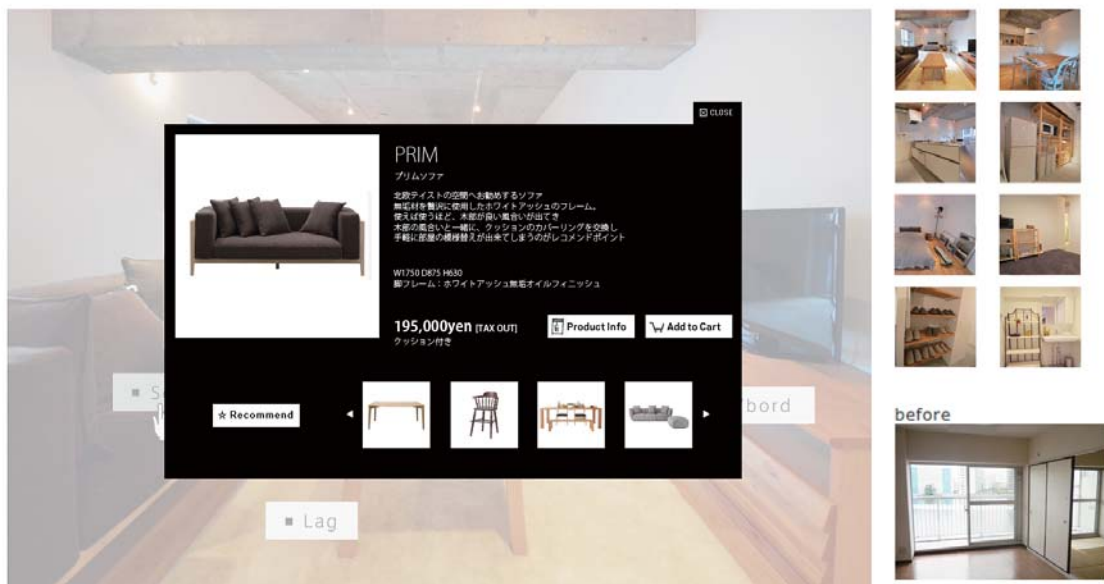 CLOSE
PRIM
プリムソファ
北欧テイストの空間へお勧めするソファ
無垢材を贅沢に使用したホワイトアッシュのフレーム。
使えば使うほど、木部が良い風合いが出てき
木部の風合いと一緒に、クッションのカバーリングを交換し
手軽に部屋の模様替えが出来てしまうのがレコメンドポイント
W1750 D875 H630
脚フレーム：ホワイトアッシュ無垢オイルフィニッシュ
195,000yen [TAX OUT]
クッション付き
Product Info
Add to Cart
☆ Recommend
■ Lag
before